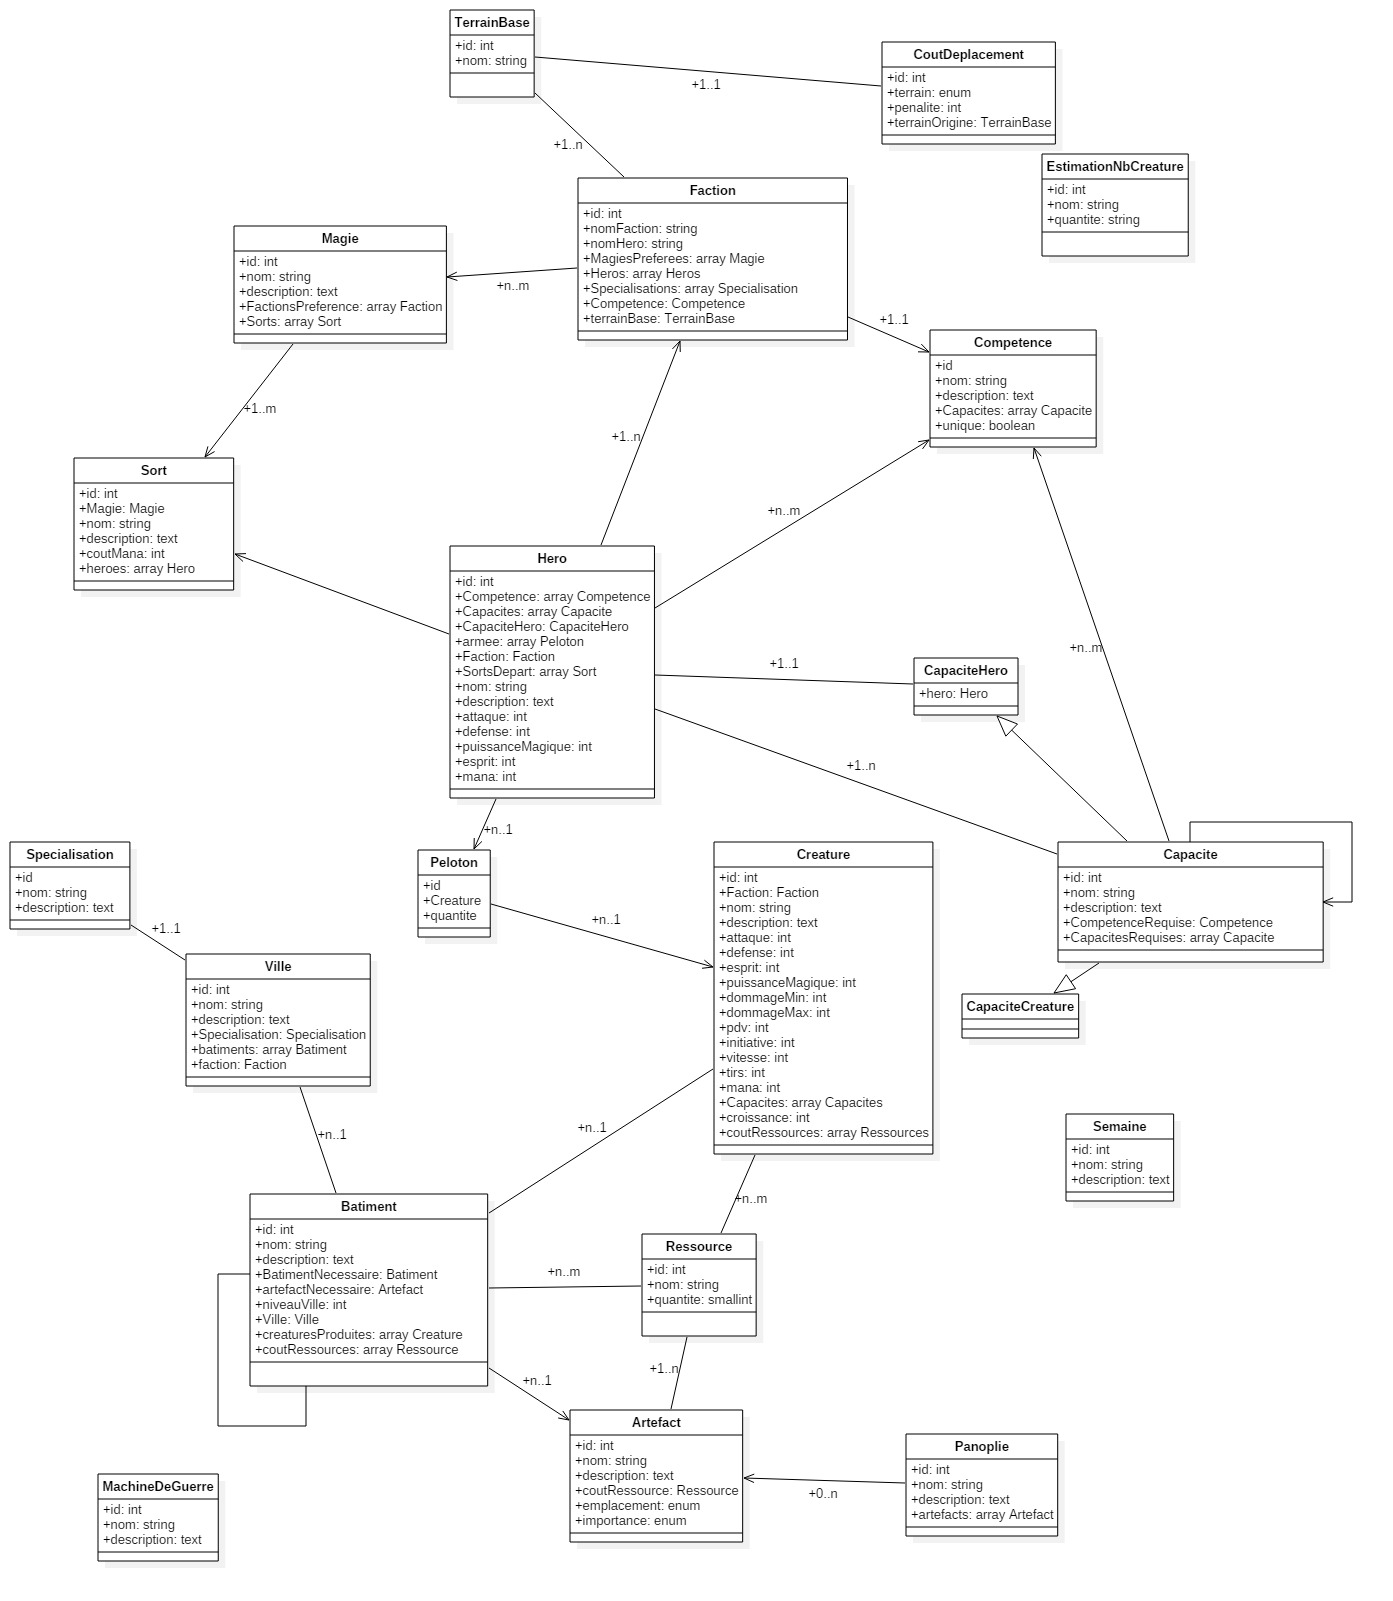 TerrainBase
+id: int
+nom: string
CoutDeplacement
+id: int
+terrain: enum
+penalite: int
+terrainOrigine: TerrainBase
+1..1
+1..n
EstimationNbCreature
+id: int
+nom: string
+quantite: string
Faction
+id: int
+nomFaction: string
+nomHero: string
+MagiesPreferees: array Magie
+Heros: array Heros
+Specialisations: array Specialisation
+Competence: Competence
+terrainBase: TerrainBase
Magie
+id: int
+nom: string
+description: text
+FactionsPreference: array Faction
+Sorts: array Sort
+n..m
+1..1
Competence
+id
+nom: string
+description: text
+Capacites: array Capacite
+unique: boolean
+1..m
+1..n
Sort
+id: int
+Magie: Magie
+nom: string
+description: text
+coutMana: int
+heroes: array Hero
+n..m
Hero
+id: int
+Competence: array Competence
+Capacites: array Capacite
+CapaciteHero: CapaciteHero
+armee: array Peloton
+Faction: Faction
+SortsDepart: array Sort
+nom: string
+description: text
+attaque: int
+defense: int
+puissanceMagique: int
+esprit: int
+mana: int
+n..m
+1..1
CapaciteHero
+hero: Hero
+1..n
+n..1
Specialisation
+id
+nom: string
+description: text
Peloton
+id
+Creature
+quantite
Creature
+id: int
+Faction: Faction
+nom: string
+description: text
+attaque: int
+defense: int
+esprit: int
+puissanceMagique: int
+dommageMin: int
+dommageMax: int
+pdv: int
+initiative: int
+vitesse: int
+tirs: int
+mana: int
+Capacites: array Capacites
+croissance: int
+coutRessources: array Ressources
Capacite
+id: int
+nom: string
+description: text
+CompetenceRequise: Competence
+CapacitesRequises: array Capacite
+n..1
+1..1
Ville
+id: int
+nom: string
+description: text
+Specialisation: Specialisation
+batiments: array Batiment
+faction: Faction
CapaciteCreature
+n..1
+n..1
Semaine
+id: int
+nom: string
+description: text
+n..m
Batiment
+id: int
+nom: string
+description: text
+BatimentNecessaire: Batiment
+artefactNecessaire: Artefact
+niveauVille: int
+Ville: Ville
+creaturesProduites: array Creature
+coutRessources: array Ressource
+n..m
Ressource
+id: int
+nom: string
+quantite: smallint
+1..n
+n..1
Artefact
+id: int
+nom: string
+description: text
+coutRessource: Ressource
+emplacement: enum
+importance: enum
+0..n
Panoplie
+id: int
+nom: string
+description: text
+artefacts: array Artefact
MachineDeGuerre
+id: int
+nom: string
+description: text